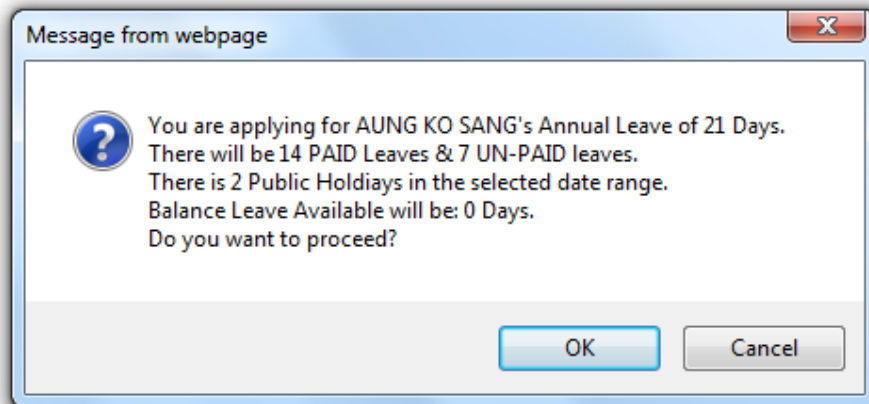 Message from webpage
You are applying for AUNG KO SANG's Annual Leave of 21 Days.
There will be 14 PAID Leaves & 7 UN-PAID leaves.
There is 2 Public Holdiays in the selected date range.
Balance Leave Available will be: 0 Days.
Do you want to proceed?
OK
Cancel